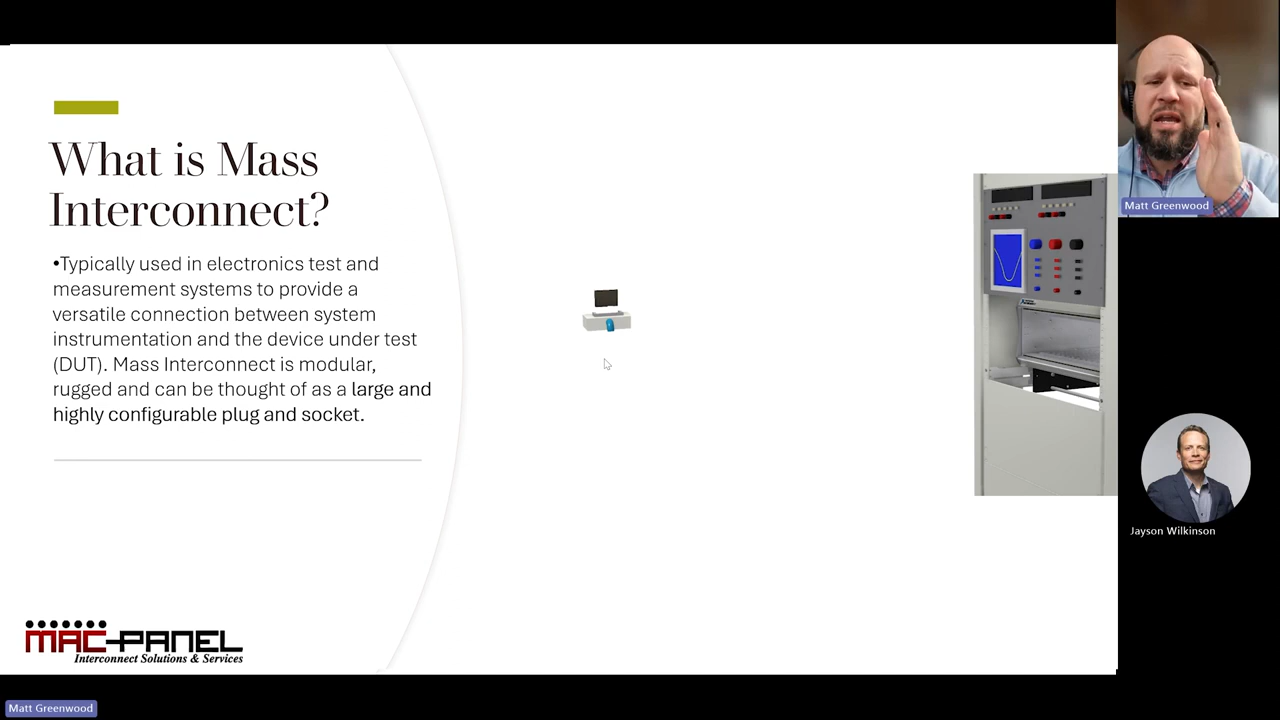 What is Mass
Interconnect?
•Typically used in electronics test and
measurement systems to provide a
versatile connection between system
instrumentation and the device under test
(DUT). Mass Interconnect is modular,
rugged and can be thought of as a large and
highly configurable plug and socket.
MAC-PANEL
Interconnect Solutions & Services
Matt Greenwood
Jayson Wilkinson
Matt Greenwood